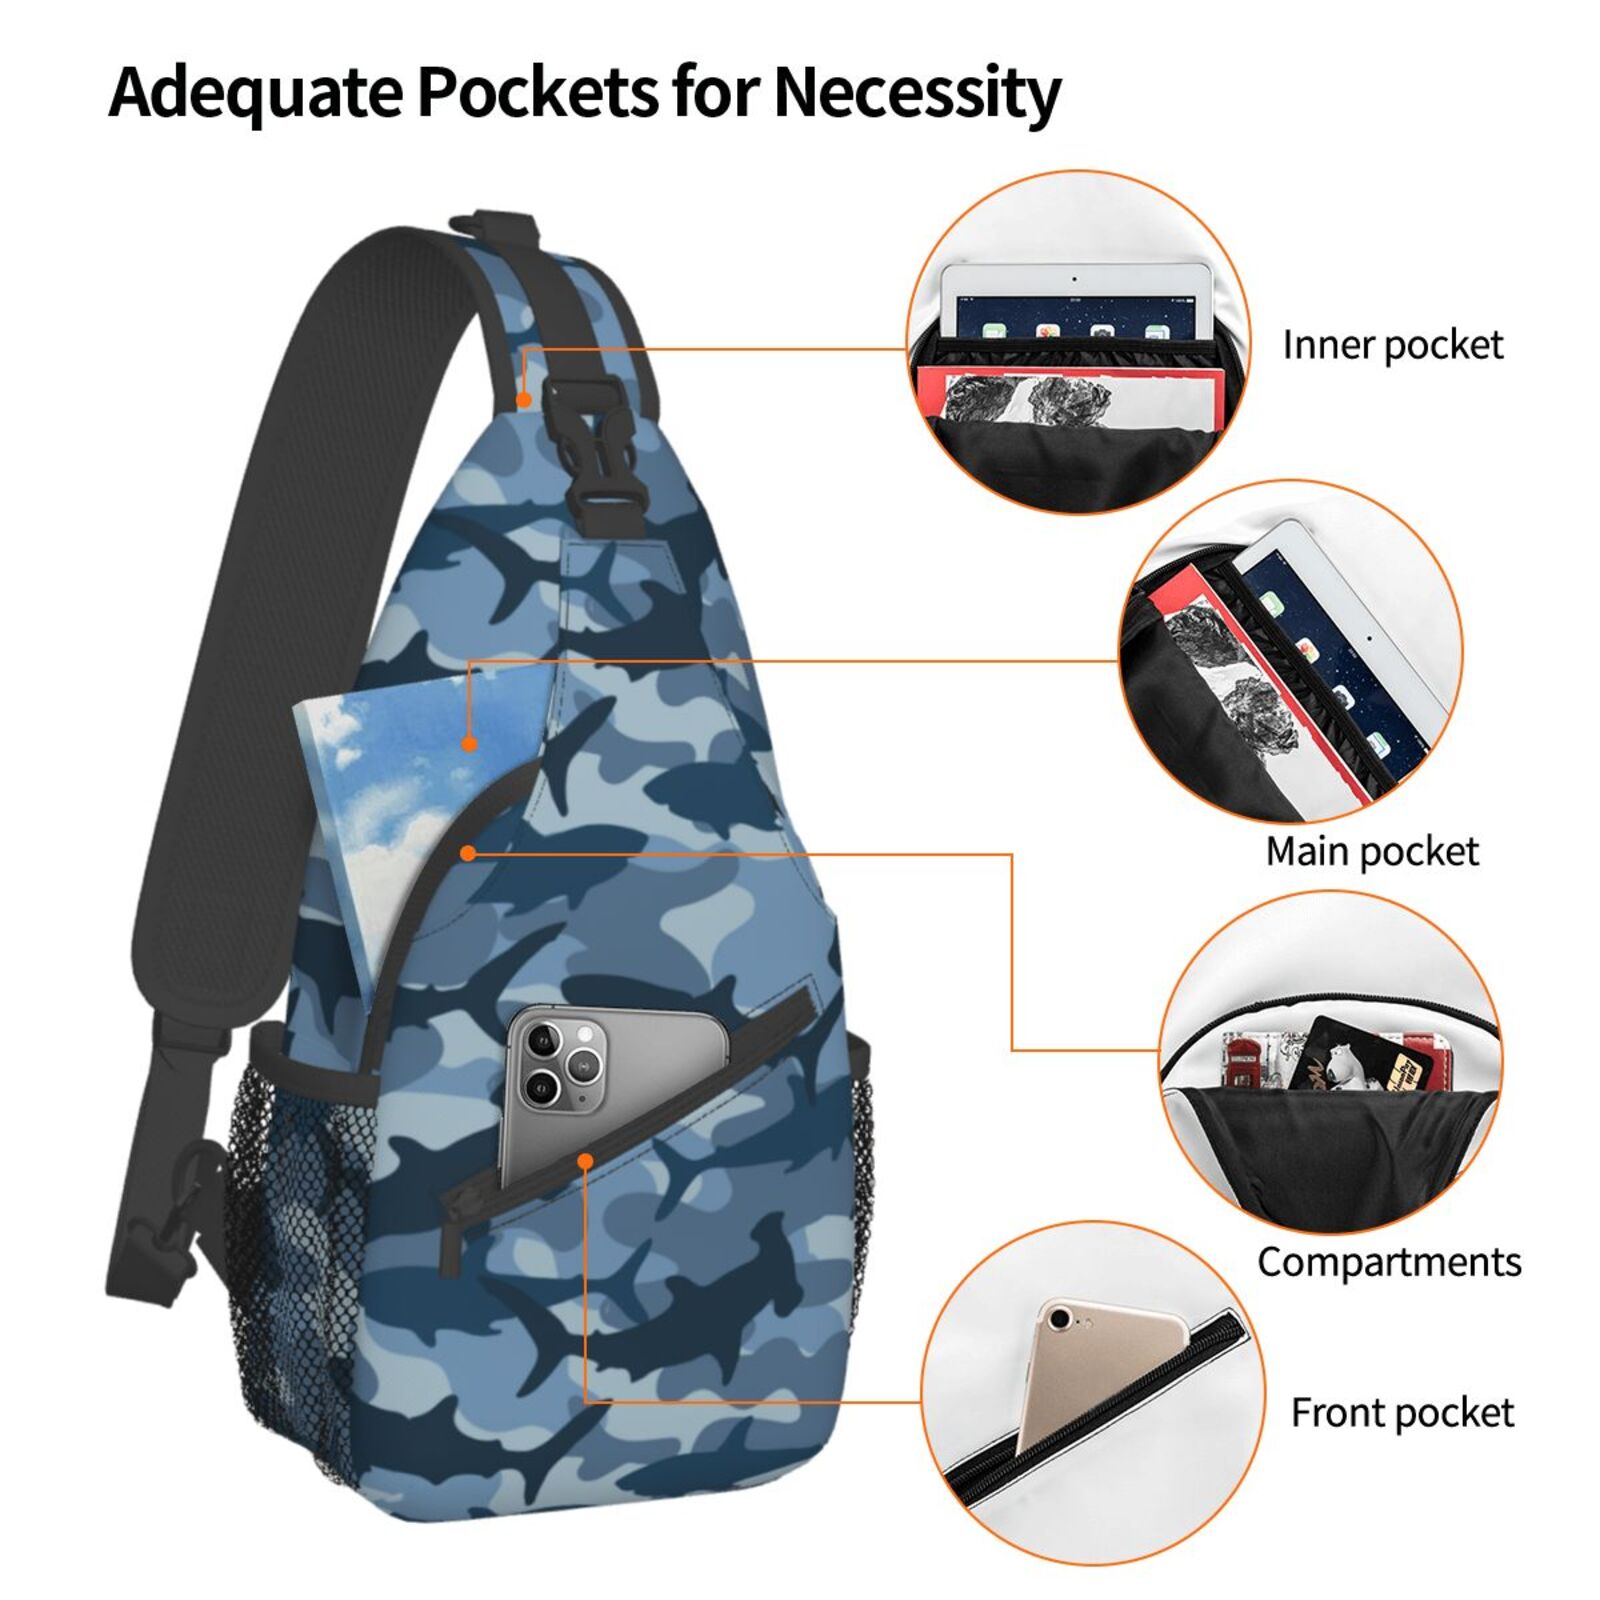 Adequate Pockets for Necessity
Inner pocket
Main pocket
Compartments
Front pocket